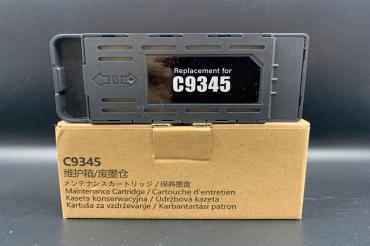 Replacement for
C9345
C9345
维护箱/废墨仓
メンテナンスカートリッジ / 保养墨盒
Maintenance Cartridge / Cartouche d'entretien
Kaseta konserwacyjna / Údržbová kazeta
Kartuša za vzdrževanje / Karbantartási patron